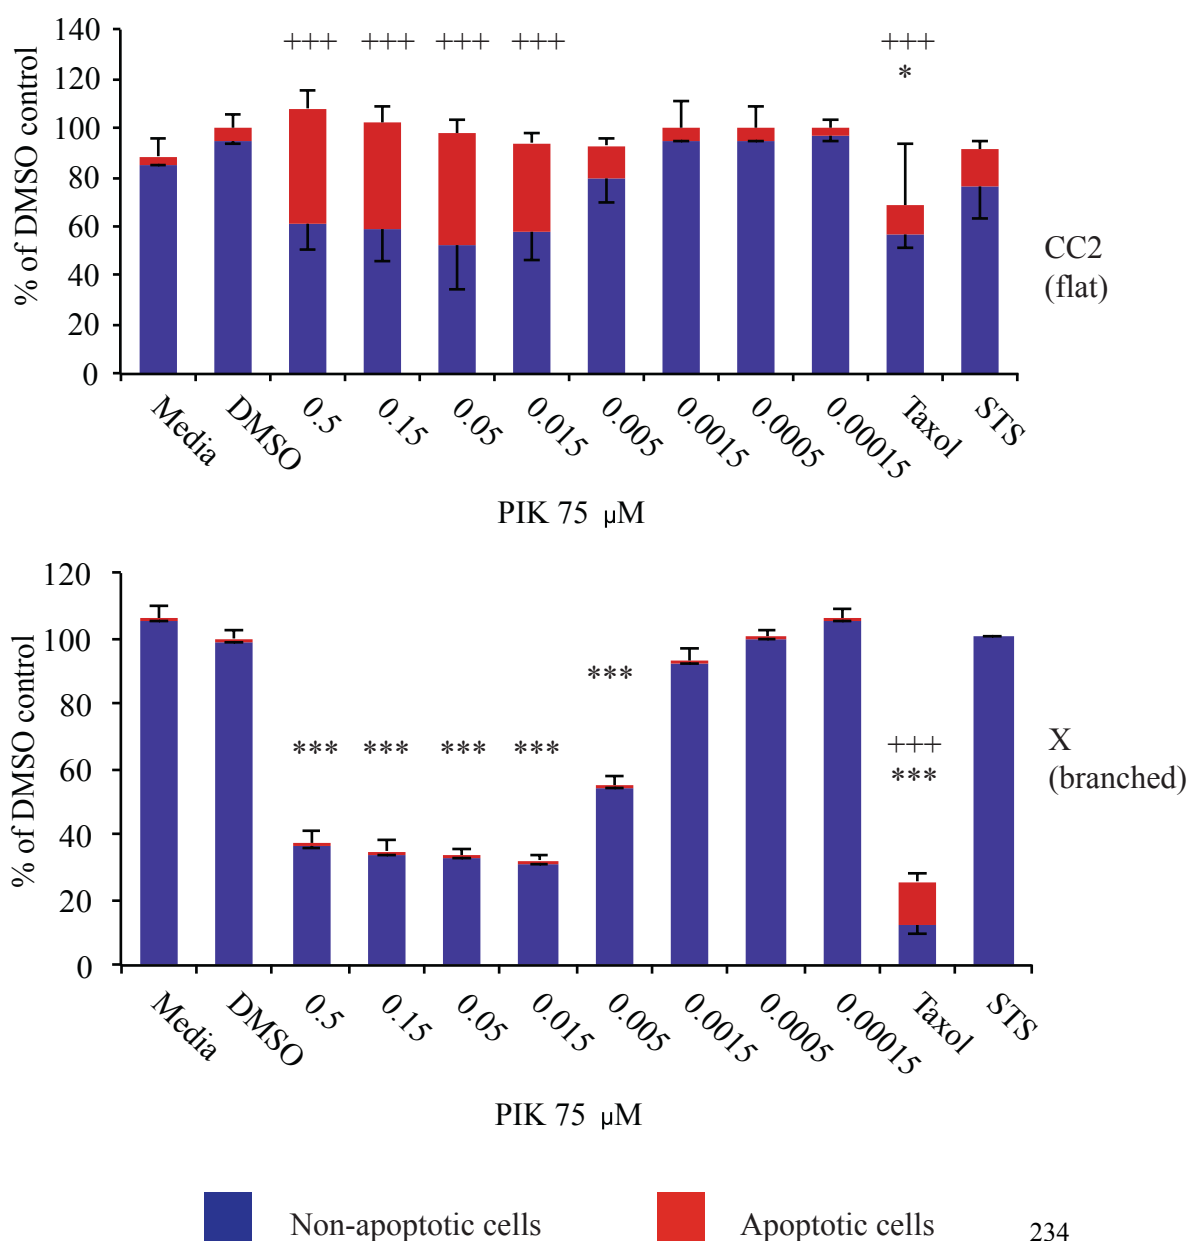 140
120
100
80
60
40
20
0
% of DMSO control
+++ +++ +++ +++ +++
*
CC2
(flat)
Media DMSO 0.5 0.15 0.05 0.015 0.005 0.0015 0.0005 0.00015 Taxol STS
PIK 75 μM
120
100
80
60
40
20
0
% of DMSO control
***
*** *** *** *** +++
***
X
(branched)
Media DMSO 0.5 0.15 0.05 0.015 0.005 0.0015 0.0005 0.00015 Taxol STS
PIK 75 μM
Non-apoptotic cells Apoptotic cells 234